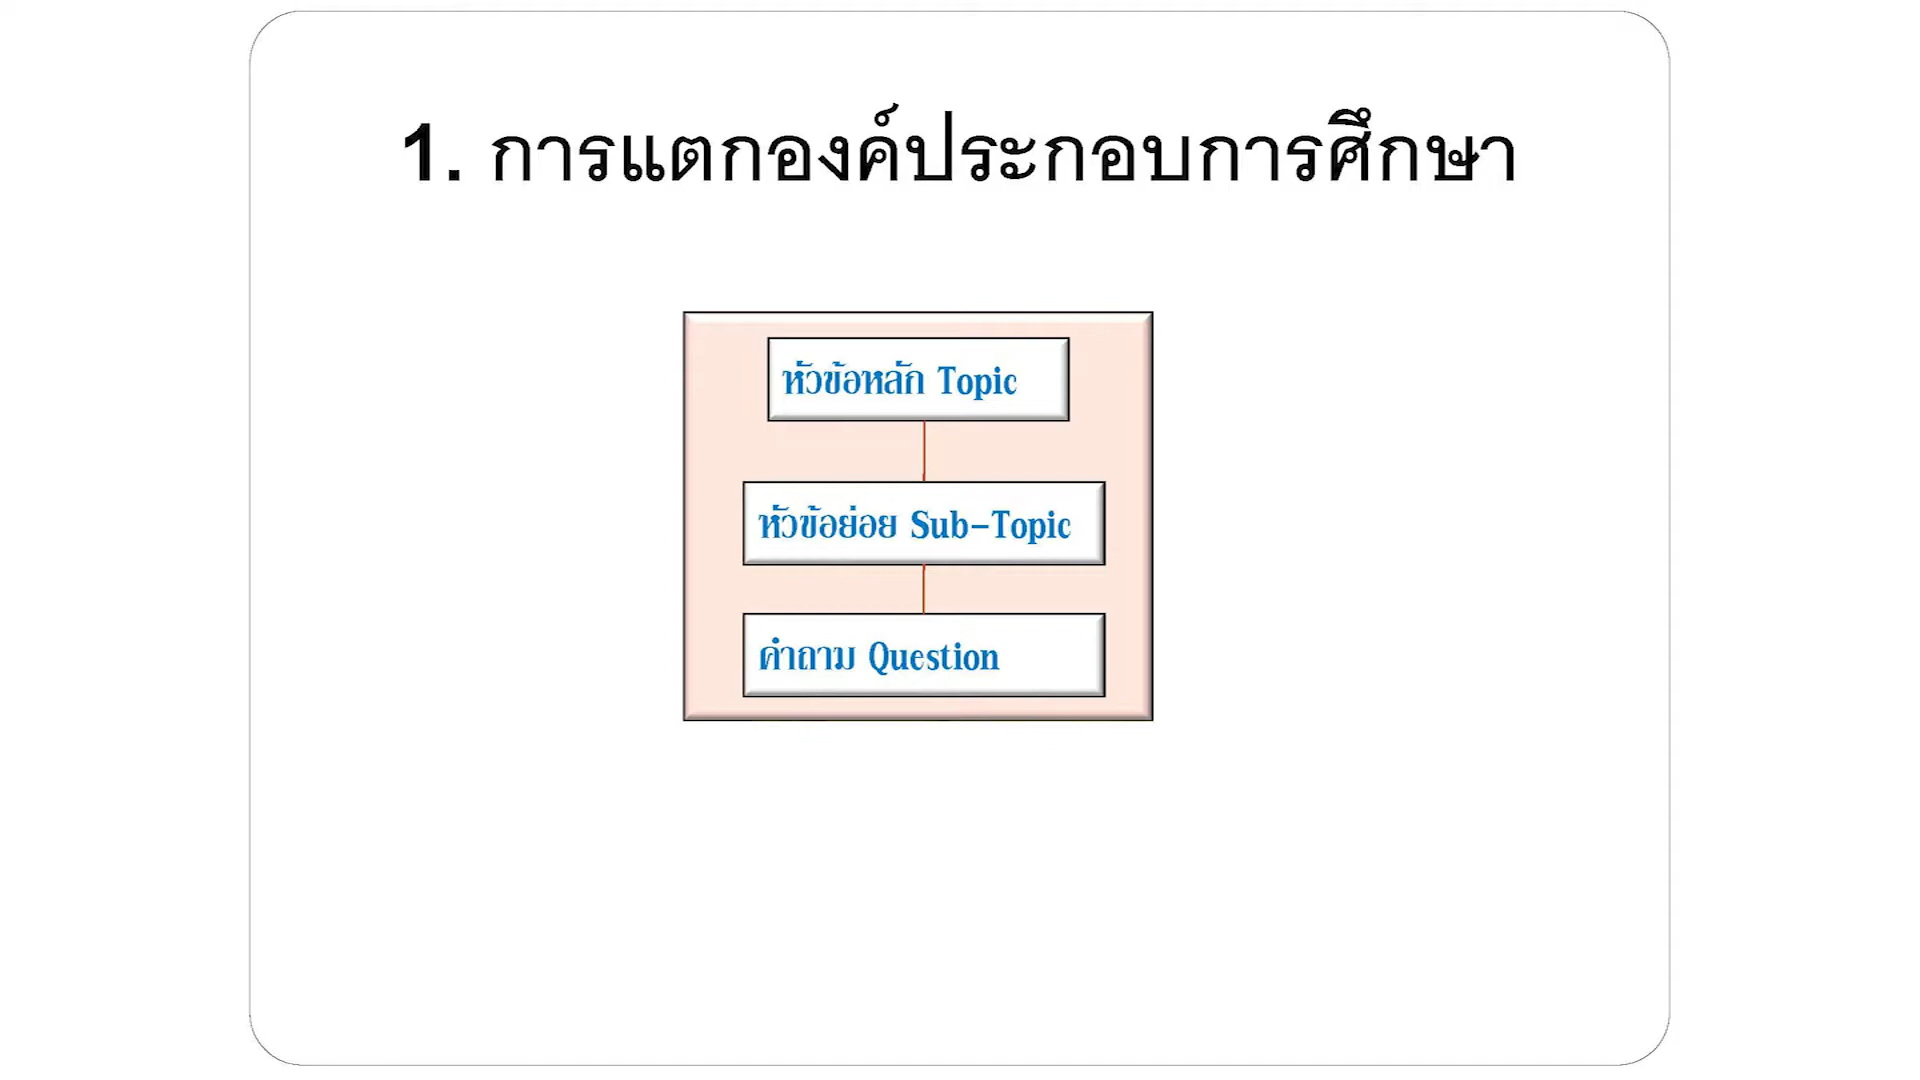 1. การแตกองค์ประกอบการศึกษา
หัวข้อหลัก Topic
หัวข้อย่อย Sub-Topic
คำถาม Question